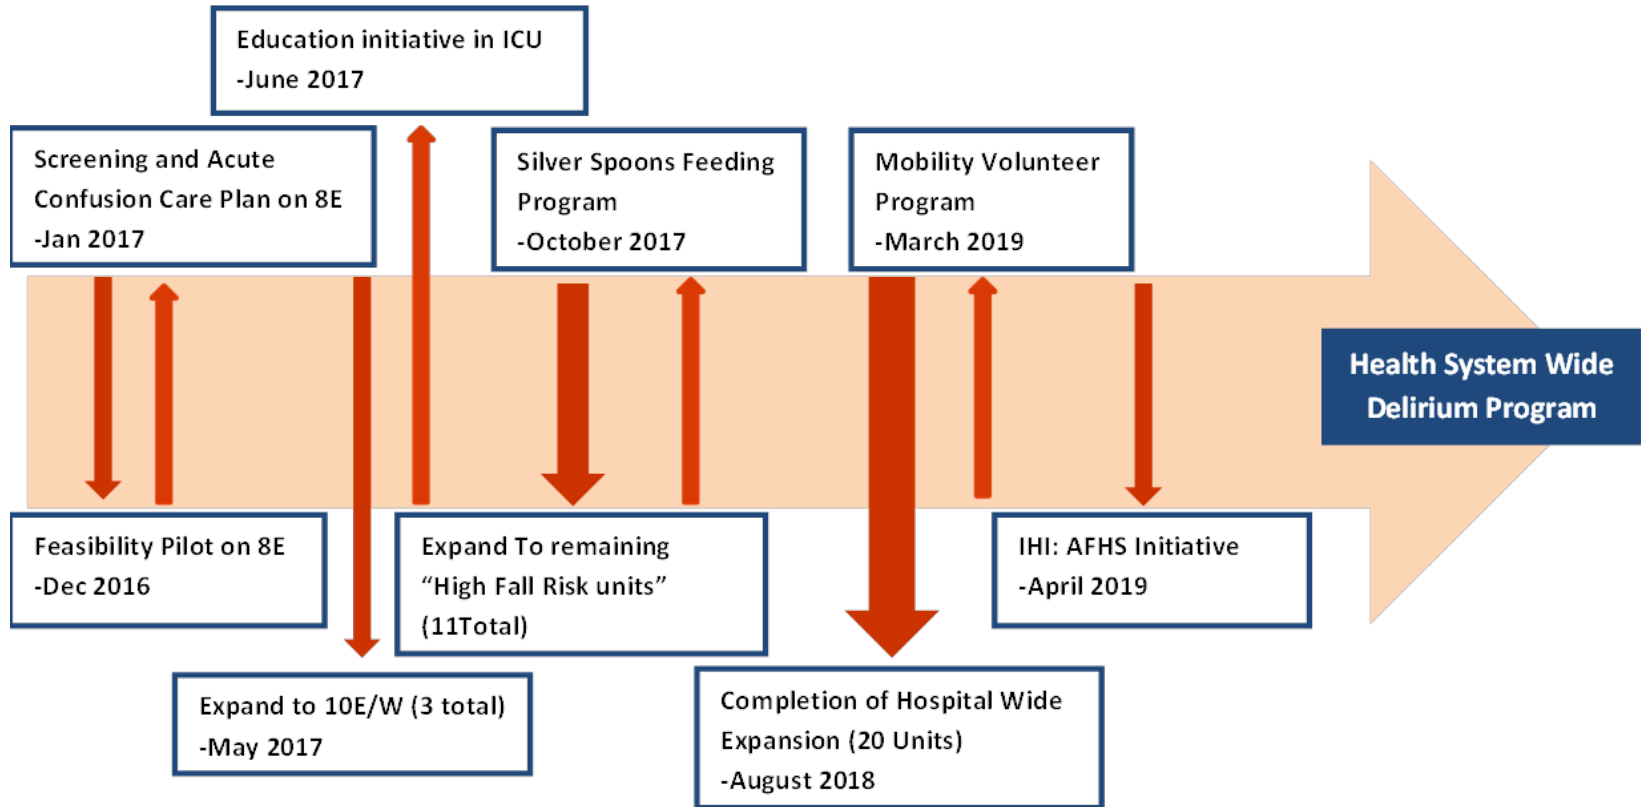 Education initiative in ICU
-June 2017
Screening and Acute
Confusion Care Plan on 8E
-Jan 2017
Silver Spoons Feeding
Program
-October 2017
Mobility Volunteer
Program
-March 2019
Health System Wide
Delirium Program
Feasibility Pilot on 8E
-Dec 2016
Expand To remaining
“High Fall Risk units”
(11Total)
IHI: AFHS Initiative
-April 2019
Expand to 10E/W (3 total)
-May 2017
Completion of Hospital Wide
Expansion (20 Units)
-August 2018